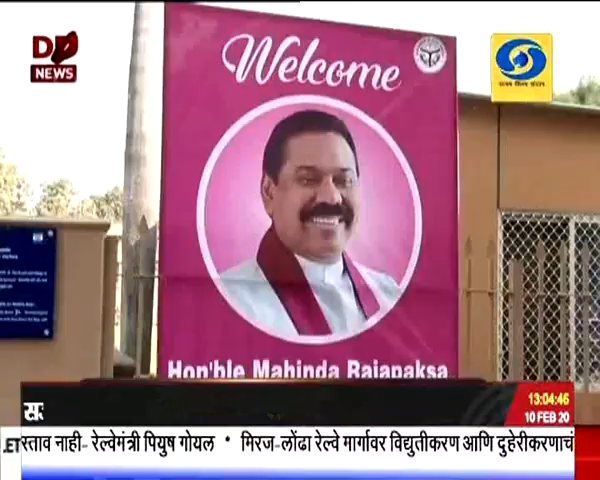 DD NEWS
Welcome
Hon'ble Mahinda Rajapaksa
स
13:04:46
10 FEB 20
LET स्ताव नाही- रेल्वेमंत्री पियुष गोयल * मिरज-लोंढा रेल्वे मार्गावर विद्युतीकरण आणि दुहेरीकरणाचं